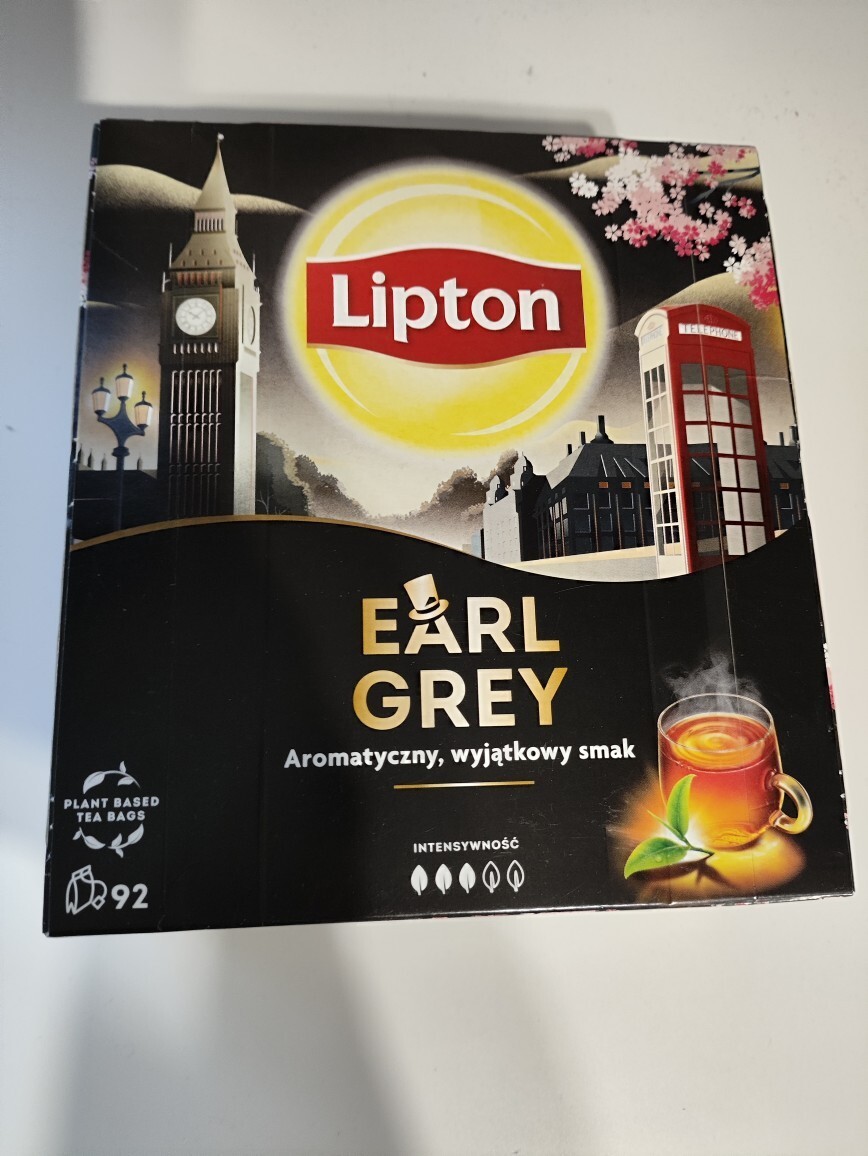 Lipton
TELEPHONE
EARL
GREY
Aromatyczny, wyjątkowy smak
PLANT BASED
TEA BAGS
INTENSYWNOŚĆ
92